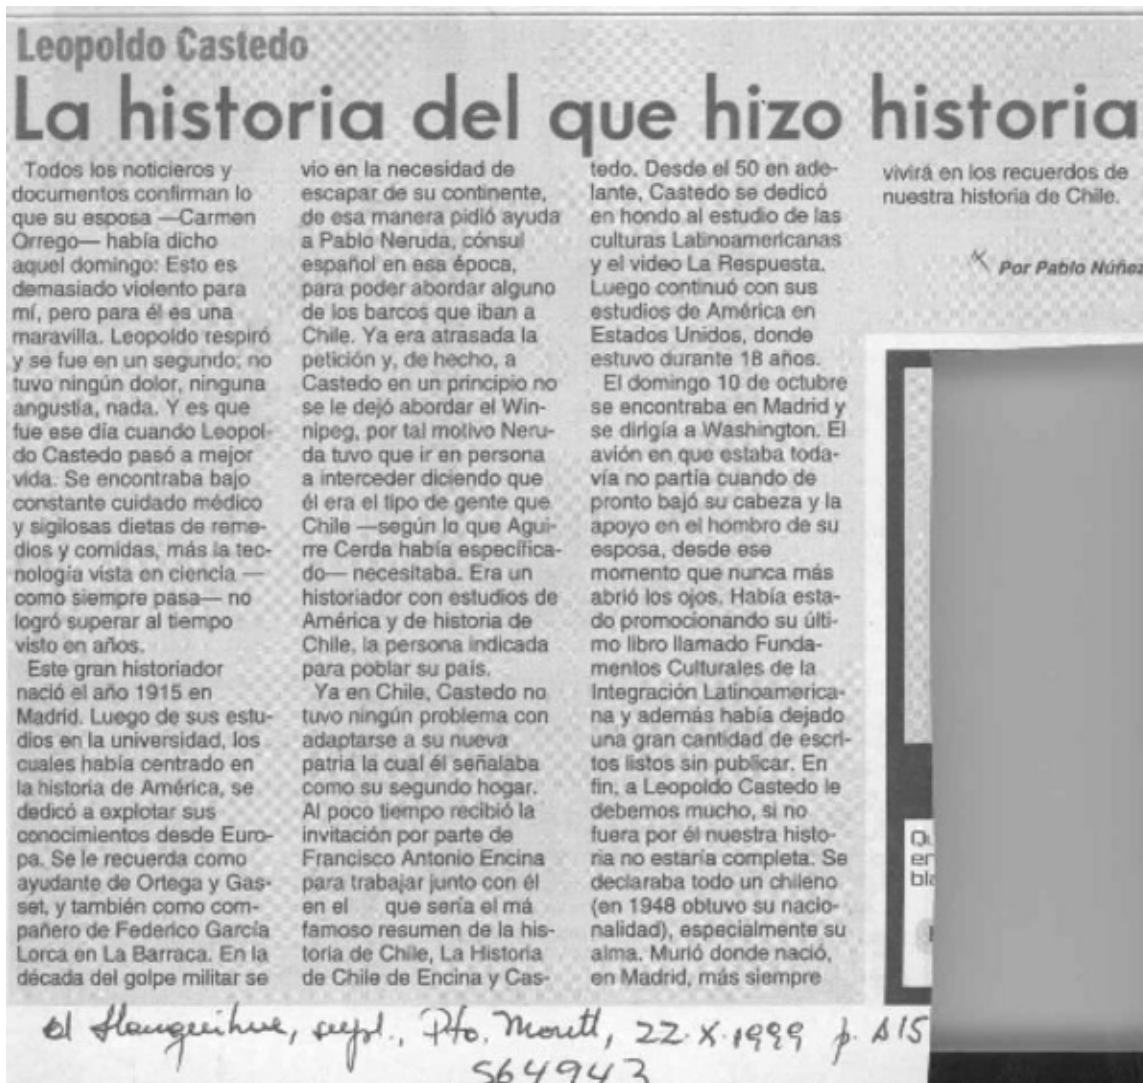 Leopoldo Castedo
La historia del que hizo historia
Todos los noticieros y
documentos confirman lo
que su esposa —Carmen
Orrego— había dicho
aquel domingo: Esto es
demasiado violento para
mí, pero para él es una
maravilla. Leopoldo respiró
y se fue en un segundo; no
tuvo ningún dolor, ninguna
angustia, nada. Y es que
fue ese día cuando Leopol-
do Castedo pasó a mejor
vida. Se encontraba bajo
constante cuidado médico
y sigilosas dietas de reme-
dios y comidas, más la tec-
nología vista en ciencia —
como siempre pasa— no
logró superar al tiempo
visto en años.
Este gran historiador
nació el año 1915 en
Madrid. Luego de sus estu-
dios en la universidad, los
cuales había centrado en
la historia de América, se
dedicó a explotar sus
conocimientos desde Euro-
pa. Se le recuerda como
ayudante de Ortega y Gas-
set, y también como com-
pañero de Federico García
Lorca en La Barraca. En la
década del golpe militar se
vio en la necesidad de
escapar de su continente,
de esa manera pidió ayuda
a Pablo Neruda, cónsul
español en esa época,
para poder abordar alguno
de los barcos que iban a
Chile. Ya era atrasada la
petición y, de hecho, a
Castedo en un principio no
se le dejó abordar el Win-
nipeg, por tal motivo Neru-
da tuvo que ir en persona
a interceder diciendo que
él era el tipo de gente que
Chile —según lo que Agui-
rre Cerda había específica-
do— necesitaba. Era un
historiador con estudios de
América y de historia de
Chile, la persona indicada
para poblar su país.
Ya en Chile, Castedo no
tuvo ningún problema con
adaptarse a su nueva
patria la cual él señalaba
como su segundo hogar.
Al poco tiempo recibió la
invitación por parte de
Francisco Antonio Encina
para trabajar junto con él
en el que sería el má
famoso resumen de la his-
toria de Chile, La Historia
de Chile de Encina y Cas-
tedo. Desde el 50 en ade-
lante, Castedo se dedicó
en hondo al estudio de las
culturas Latinoamericanas
y el video La Respuesta.
Luego continuó con sus
estudios de América en
Estados Unidos, donde
estuvo durante 18 años.
El domingo 10 de octubre
se encontraba en Madrid y
se dirigía a Washington. El
avión en que estaba toda-
vía no partía cuando de
pronto bajó su cabeza y la
apoyo en el hombro de su
esposa, desde ese
momento que nunca más
abrió los ojos. Había esta-
do promocionando su últi-
mo libro llamado Funda-
mentos Culturales de la
Integración Latinoamerica-
na y además había dejado
una gran cantidad de escri-
tos listos sin publicar. En
fin, a Leopoldo Castedo le
debemos mucho, si no
fuera por él nuestra histo-
ria no estaría completa. Se
declaraba todo un chileno
(en 1948 obtuvo su nacio-
nalidad), especialmente su
alma. Murió donde nació,
en Madrid, más siempre
vivirá en los recuerdos de
nuestra historia de Chile.
Por Pablo Núñez
en
bla
el Llanquihue, supl., Pto. Montt, 22.X.1999 p. A15
564943